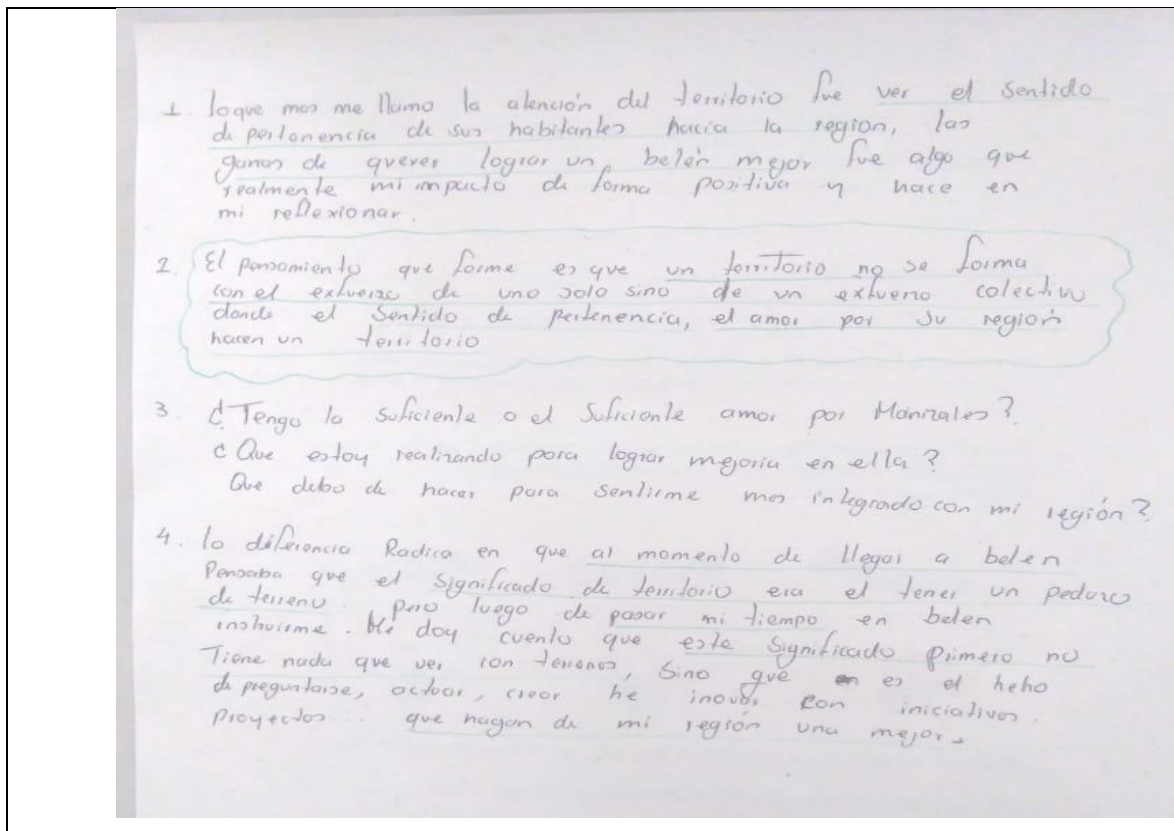 1. loque mas me llamo la atención del territorio fue ver el sentido
de pertenencia de sus habitantes hacia la region, las
ganas de querer lograr un belén mejor fue algo que
realmente mi impacto de forma positiva y hace en
mi reflexionar.
2. El pensamiento que forme es que un territorio no se forma
con el esfuerzo de uno solo sino de un esfuerzo colectivo
donde el sentido de pertenencia, el amor por su región
hacen un territorio
3. ¿Tengo lo suficiente o el suficiente amor por Manizales?
¿Que estoy realizando para lograr mejoria en ella?
Que debo de hacer para sentirme mas integrado con mi región?
4. la diferencia Radica en que al momento de llegar a belen
Pensaba que el significado de territorio era el tener un pedazo
de terreno. pero luego de pasar mi tiempo en belen
instruirme. Me doy cuenta que este significado primero no
Tiene nada que ver con terrenos, sino que es el heho
de preguntarse, actuar, crear he inovar con iniciativas.
Proyectos... que hagan de mi región una mejor.